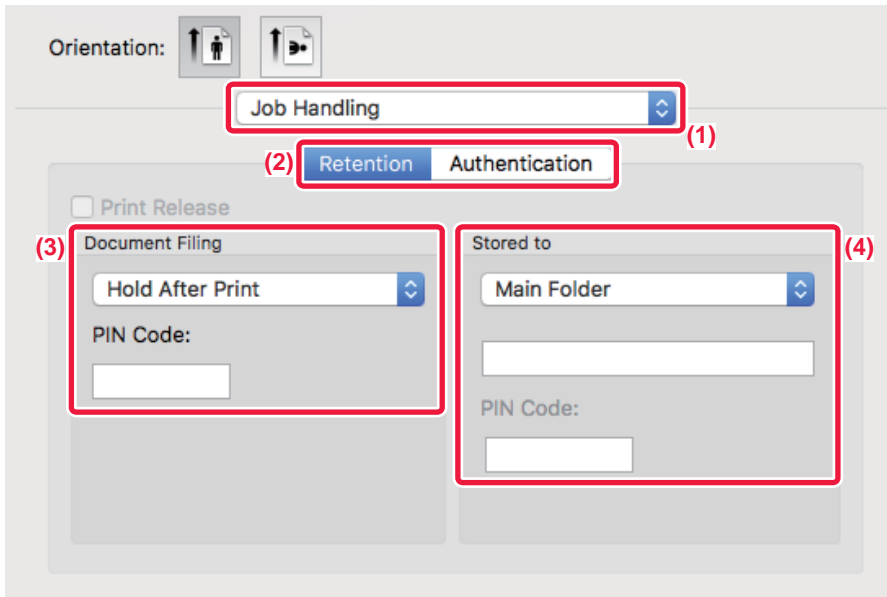 Orientation:
Job Handling
(1)
(2) Retention Authentication
Print Release
(3) Document Filing
Stored to (4)
Hold After Print
Main Folder
PIN Code:
PIN Code: